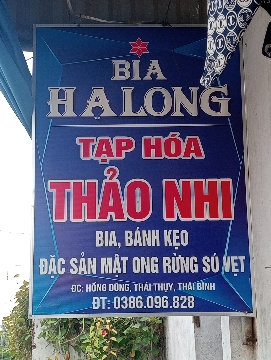 BIA
HẠ LONG
TẠP HÓA
THẢO NHI
BIA, BÁNH KẸO
ĐẶC SẢN MẬT ONG RỪNG SÚ VẸT
ĐC: HỒNG DŨNG, THÁI THỤY, THÁI BÌNH
ĐT: 0386.096.828